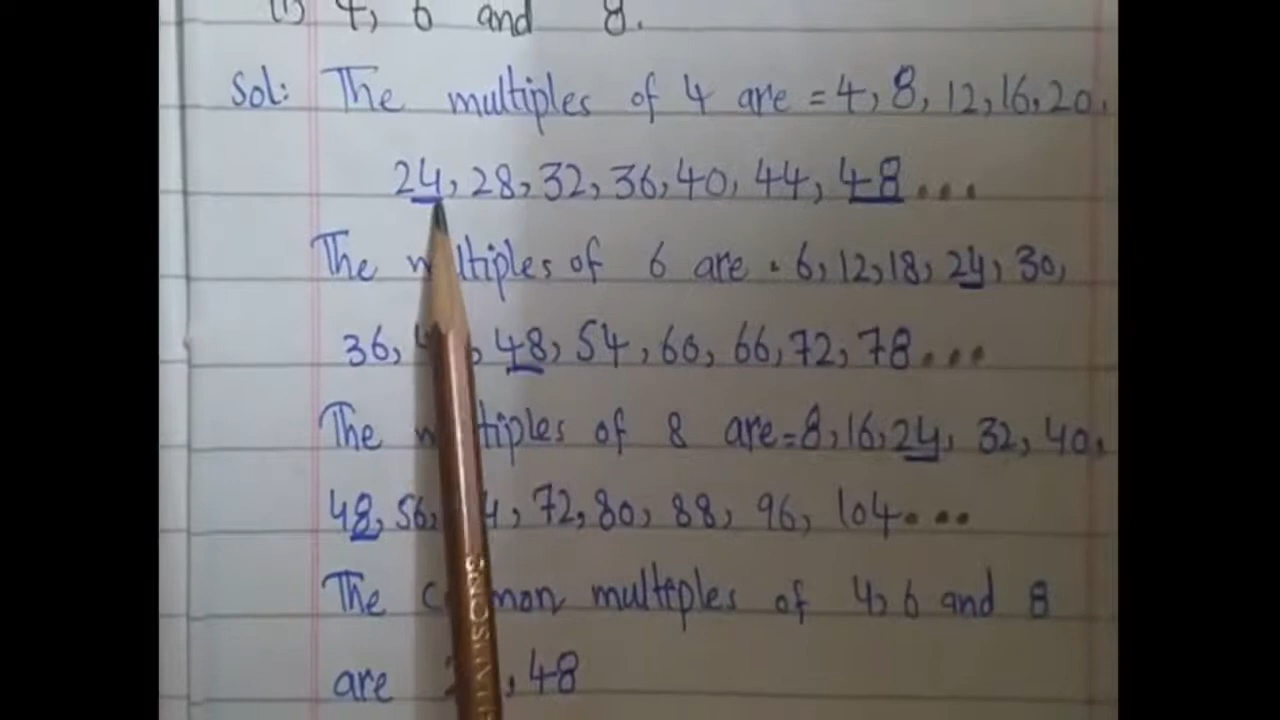 (1) 4, 6 and 8.
Sol: The multiples of 4 are = 4, 8, 12, 16, 20,
24, 28, 32, 36, 40, 44, 48...
The of 6 are = 6, 12, 18, 24, 30,
36, 48, 54, 60, 66, 72, 78...
The of 8 are = 8, 16, 24, 32, 40,
48, 56, 72, 80, 88, 96, 104...
The multiples of 4, 6 and 8
are , 48